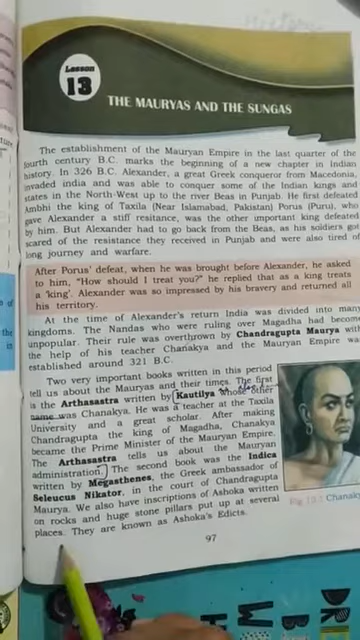 Lesson
13
THE MAURYAS AND THE SUNGAS
The establishment of the Mauryan Empire in the last quarter of the
fourth century B.C. marks the beginning of a new chapter in Indian
history. In 326 B.C. Alexander, a great Greek conqueror from Macedonia,
invaded India and was able to conquer some of the Indian kings and
states in the North-West up to the river Beas in Punjab. He first defeated
Ambhi the king of Taxila (Near Islamabad, Pakistan) Porus (Puru), who
gave Alexander a stiff resitance, was the other important king defeated
by him. But Alexander had to go back from the Beas, as his soldiers got
scared of the resistance they received in Punjab and were also tired of
long journey and warfare.
After Porus' defeat, when he was brought before Alexander, he asked
to him, "How should I treat you?" he replied that as a king treats
a 'king'. Alexander was so impressed by his bravery and returned all
his territory.
At the time of Alexander's return India was divided into many
kingdoms. The Nandas who were ruling over Magadha had become
unpopular. Their rule was overthrown by Chandragupta Maurya with
the help of his teacher Chanakya and the Mauryan Empire was
established around 321 B.C.
Two very important books written in this period
tell us about the Mauryas and their times. The first
is the Arthasastra written by Kautilya whose other
name was Chanakya. He was a teacher at the Taxila
University and a great scholar. After making
Chandragupta the king of Magadha, Chanakya
became the Prime Minister of the Mauryan Empire.
The Arthasastra tells us about the Mauryan
administration. The second book was the Indica
written by Megasthenes, the Greek ambassador of
Seleucus Nikator, in the court of Chandragupta
Maurya. We also have inscriptions of Ashoka written
on rocks and huge stone pillars put up at several
places. They are known as Ashoka's Edicts.
Fig 13.1 Chanak
97